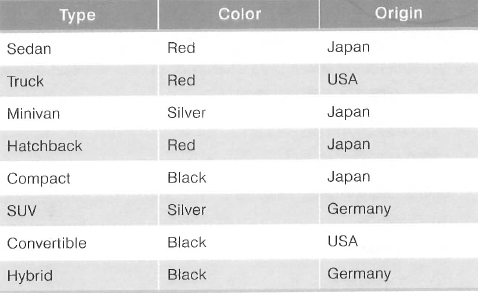 Type Color Origin
Sedan Red Japan
Truck Red USA
Minivan Silver Japan
Hatchback Red Japan
Compact Black Japan
SUV Silver Germany
Convertible Black USA
Hybrid Black Germany